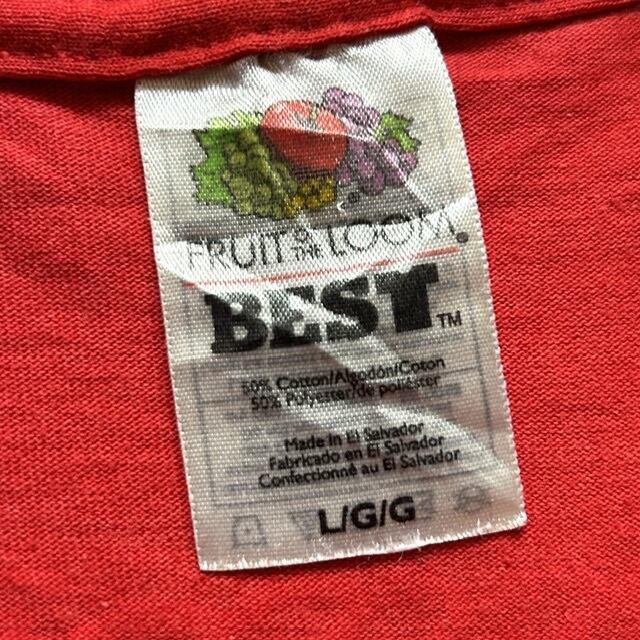 FRUIT OF THE LOOM®
BEST™
50% Cotton/Algodón/Coton
50% Polyester/de poliéster
Made in El Salvador
Fabricado en El Salvador
Confectionné au El Salvador
L/G/G